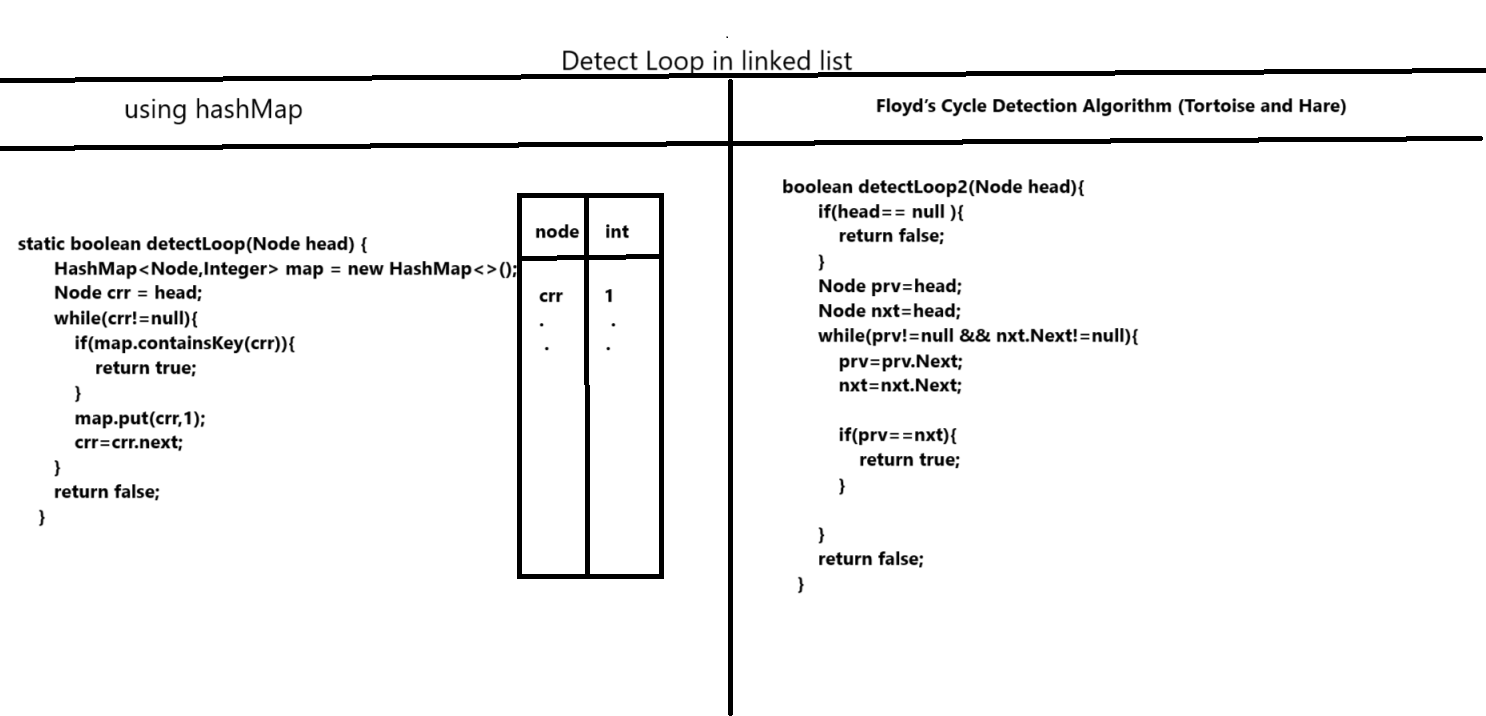 Detect Loop in linked list
using hashMap
static boolean detectLoop(Node head) {
HashMap<Node,Integer> map = new HashMap<>();
Node crr = head;
while(crr!=null){
if(map.containsKey(crr)){
return true;
}
map.put(crr,1);
crr=crr.next;
}
return false;
}
node int
crr 1
. .
. .
Floyd's Cycle Detection Algorithm (Tortoise and Hare)
boolean detectLoop2(Node head){
if(head== null ){
return false;
}
Node prv=head;
Node nxt=head;
while(prv!=null && nxt.Next!=null){
prv=prv.Next;
nxt=nxt.Next;
if(prv==nxt){
return true;
}
}
return false;
}